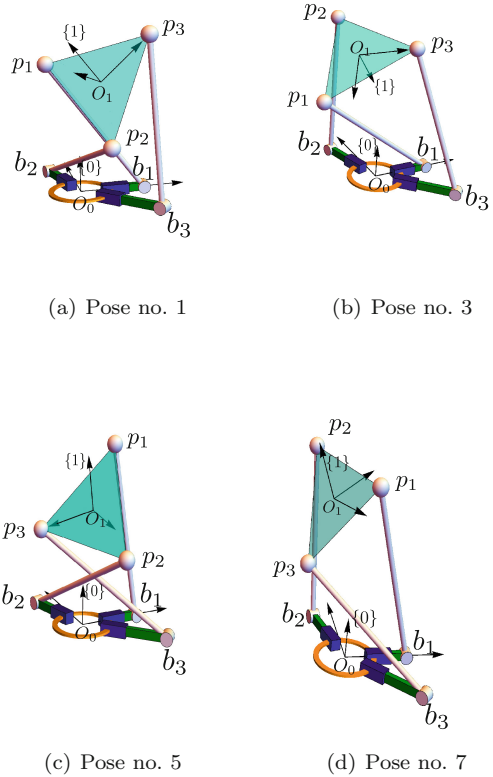 p3
{1}
p1
O1
p2
b2
{0}
b1
O0
b3
(a) Pose no. 1
p2
p3
{1}
O1
p1
b2
{0}
b1
O0
b3
(b) Pose no. 3
p1
{1}
p3
O1
p2
b2
{0}
b1
O0
b3
(c) Pose no. 5
p2
{1}
p1
O1
p3
b2
{0}
b1
O0
b3
(d) Pose no. 7